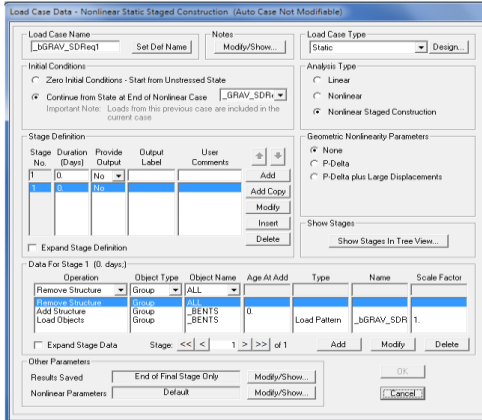 Load Case Data - Nonlinear Static Staged Construction (Auto Case Not Modifiable)
Load Case Name
_bGRAV_SDReq1
Set Def Name
Notes
Modify/Show...
Load Case Type
Static
Design...
Initial Conditions
Zero Initial Conditions - Start from Unstressed State
Continue from State at End of Nonlinear Case
Important Note: Loads from this previous case are included in the current case
Analysis Type
Linear
Nonlinear
Nonlinear Staged Construction
Stage Definition
Stage No. Duration (Days) Provide Output Output Label User Comments
1 0. No
1 0. No
Add
Add Copy
Modify
Insert
Delete
Expand Stage Definition
Geometric Nonlinearity Parameters
None
P-Delta
P-Delta plus Large Displacements
Show Stages
Show Stages In Tree View...
Data For Stage 1 (0. days;)
Operation Object Type Object Name Age At Add Type Name Scale Factor
Remove Structure Group ALL
Remove Structure Group ALL
Add Structure Group _BENTS 0.
Load Objects Group _BENTS Load Pattern _bGRAV_SDR 1.
Expand Stage Data
Stage: << < 1 > >> of 1
Add
Modify
Delete
Other Parameters
Results Saved End of Final Stage Only Modify/Show...
Nonlinear Parameters Default Modify/Show...
OK
Cancel